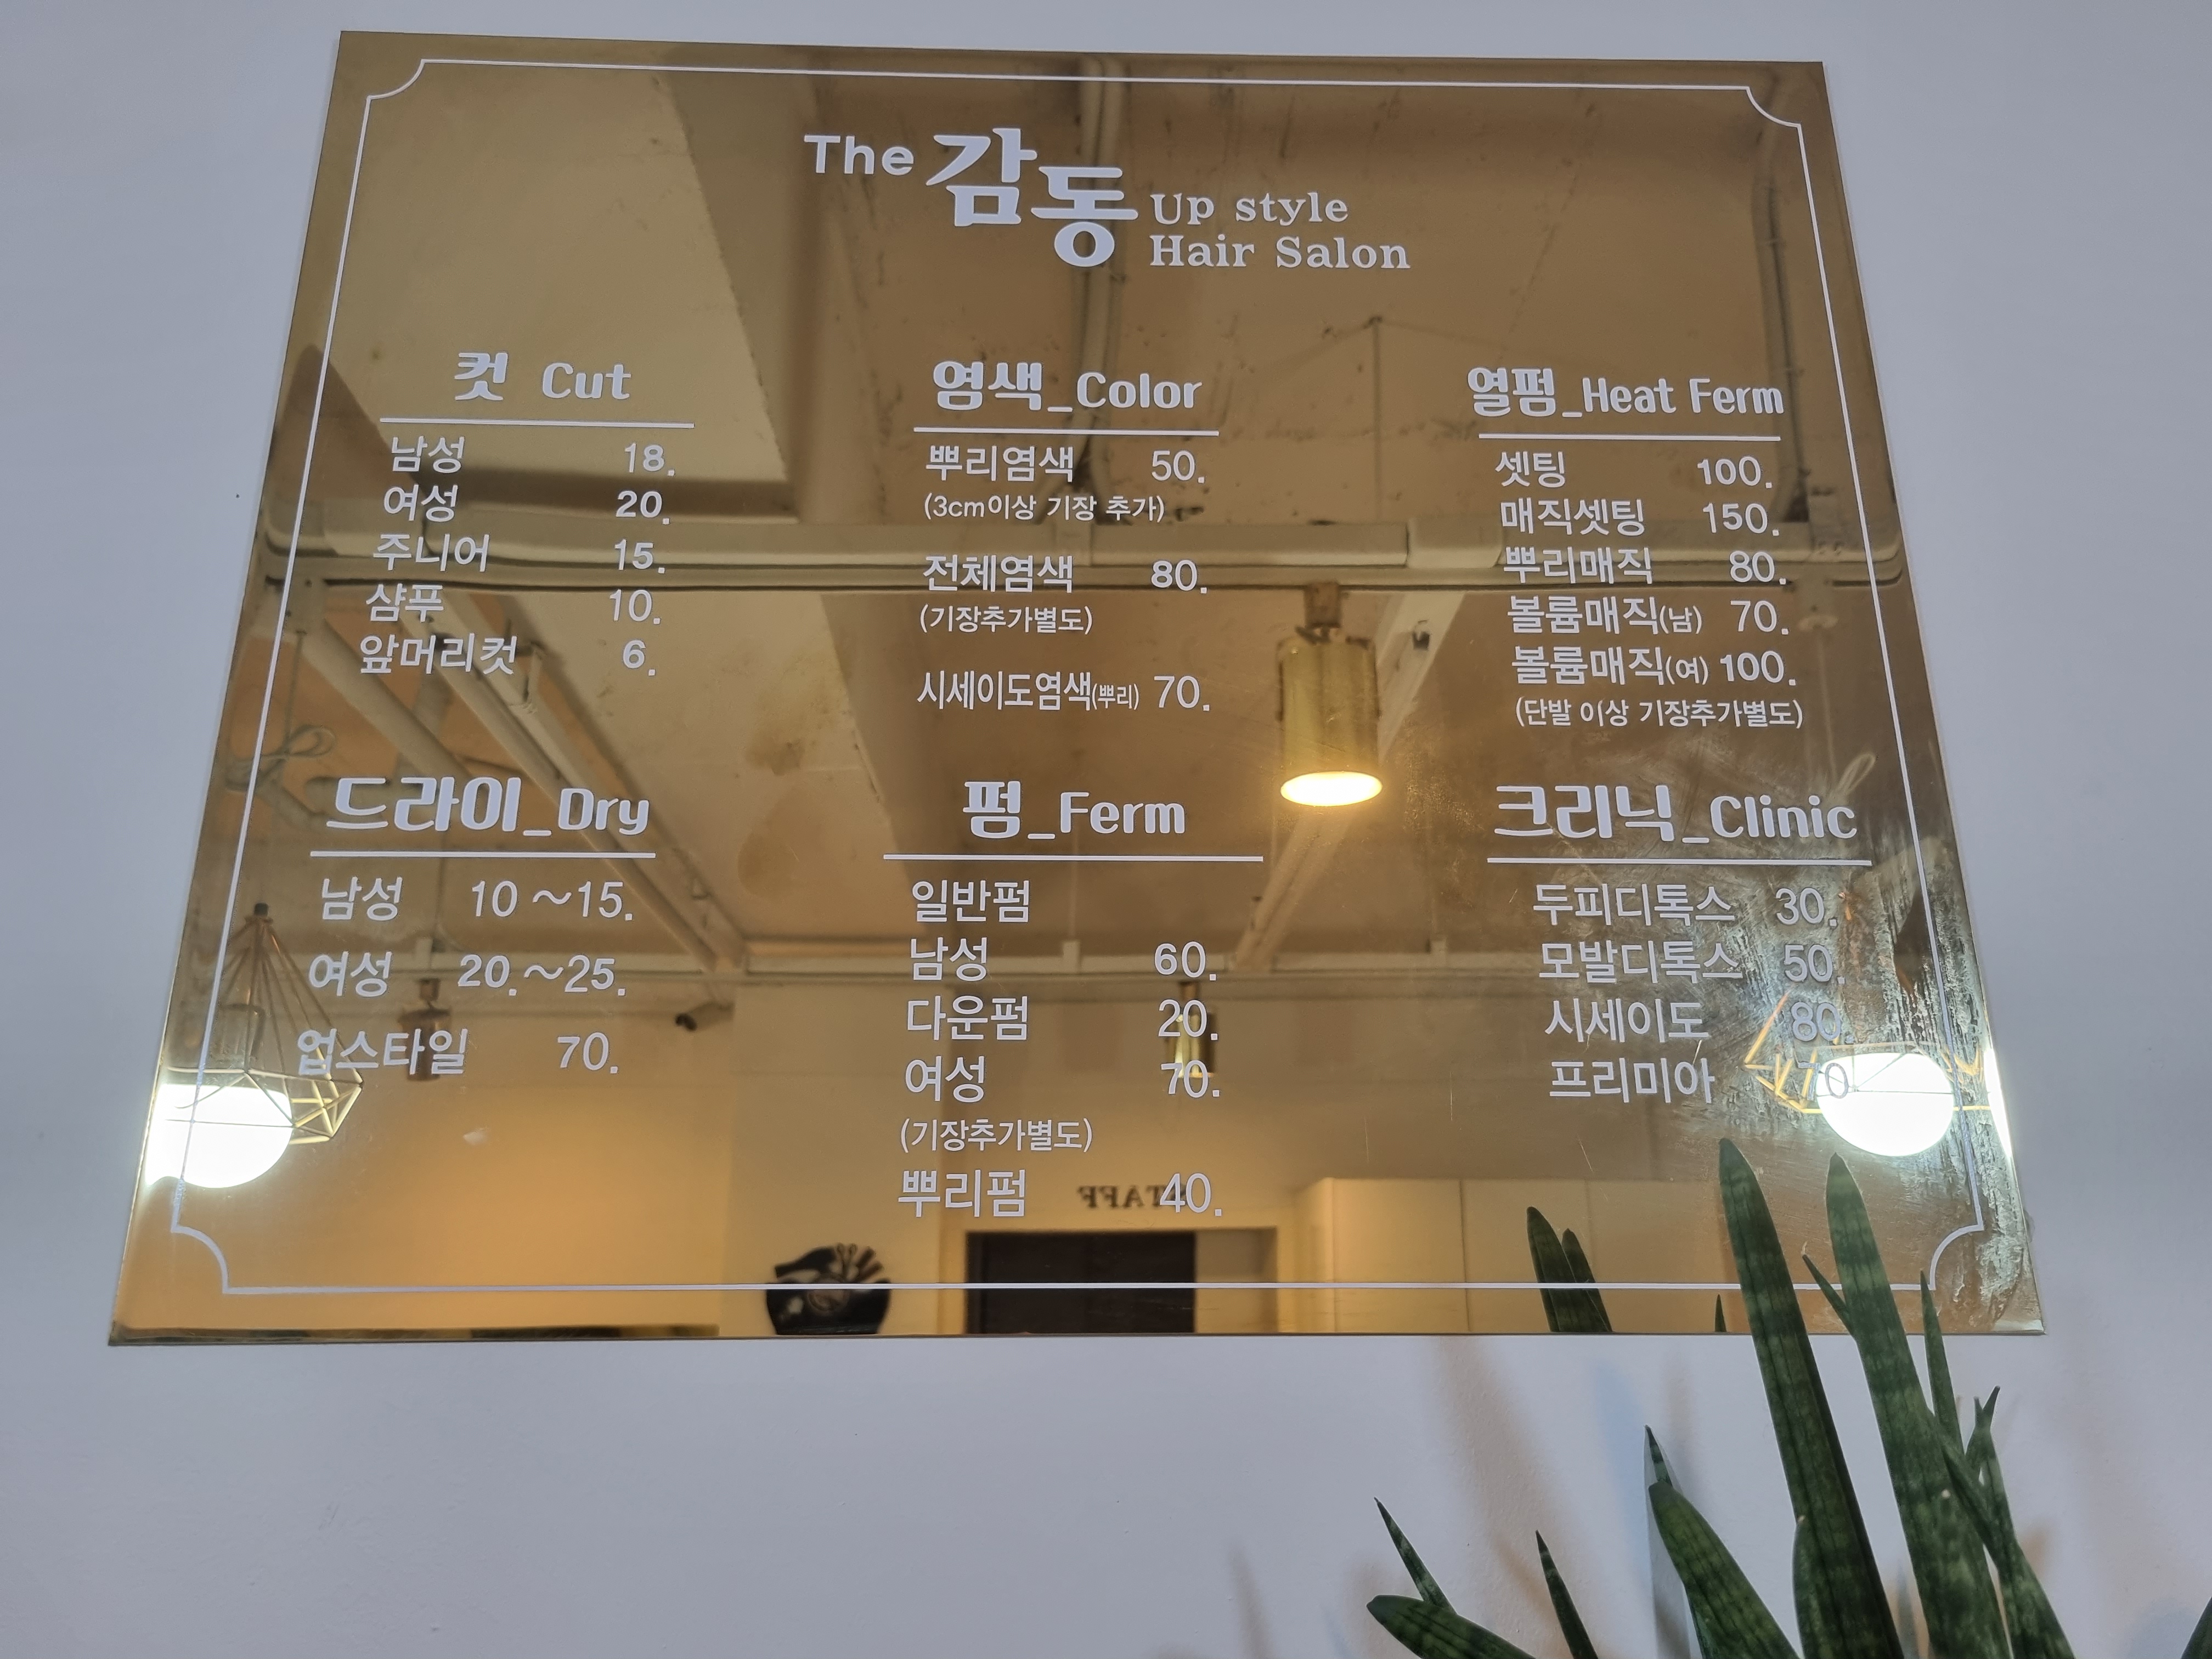 The 감동 Up style
Hair Salon
컷 Cut
남성 18.
여성 20.
주니어 15.
샴푸 10.
앞머리컷 6.
염색_Color
뿌리염색 50.
(3cm이상 기장 추가)
전체염색 80.
(기장추가별도)
시세이도염색(뿌리) 70.
열펌_Heat Ferm
셋팅 100.
매직셋팅 150.
뿌리매직 80.
볼륨매직(남) 70.
볼륨매직(여) 100.
(단발 이상 기장추가별도)
드라이_Dry
남성 10 ~15.
여성 20.~25.
업스타일 70.
펌_Ferm
일반펌
남성 60.
다운펌 20.
여성 70.
(기장추가별도)
뿌리펌 40.
크리닉_Clinic
두피디톡스 30.
모발디톡스 50.
시세이도 80.
프리미아 70
STAFF